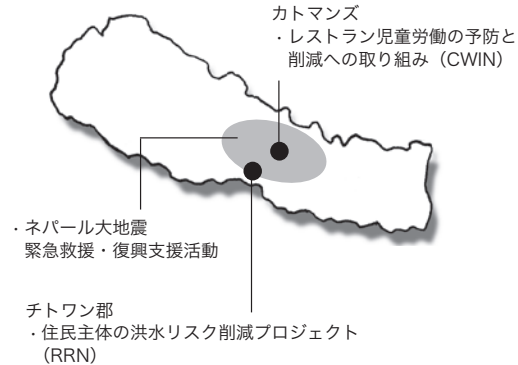 カトマンズ
・レストラン児童労働の予防と
削減への取り組み（CWIN）
・ネパール大地震
緊急救援・復興支援活動
チトワン郡
・住民主体の洪水リスク削減プロジェクト
（RRN）